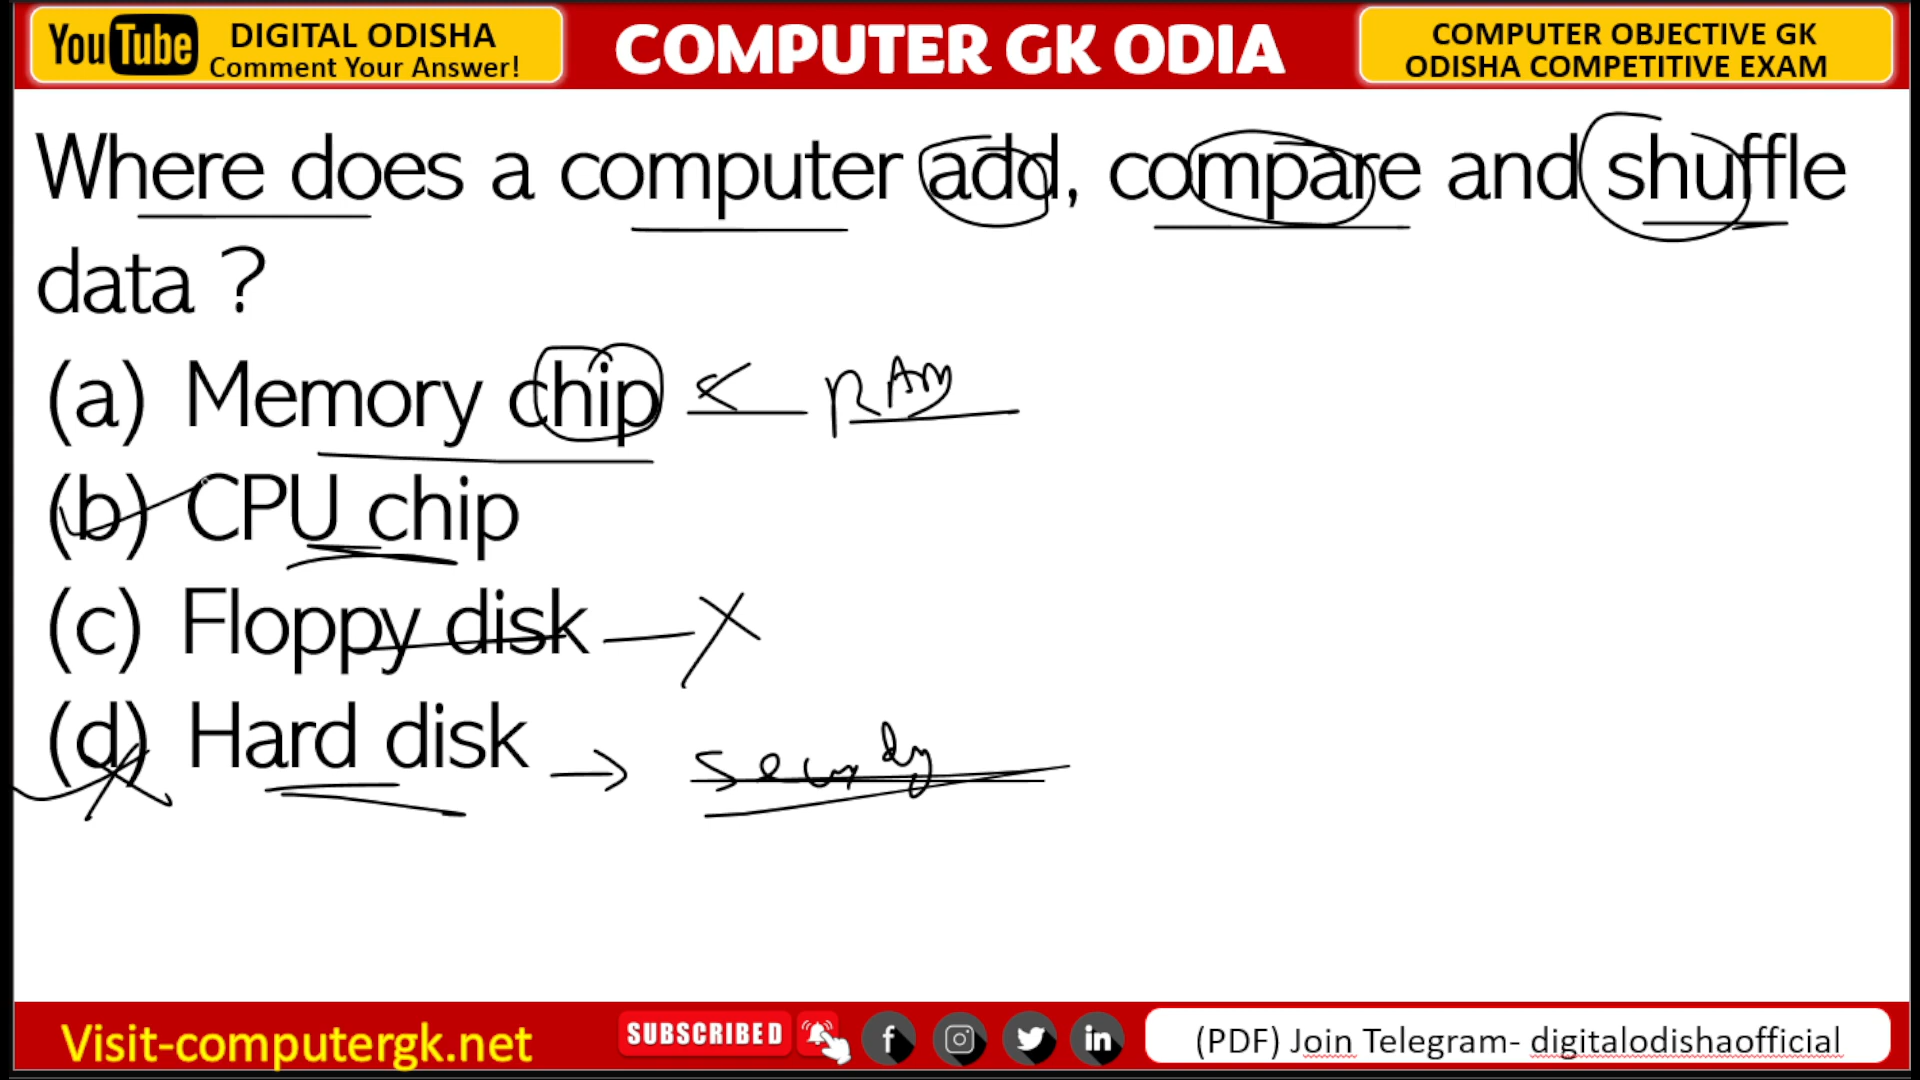 YouTube DIGITAL ODISHA
Comment Your Answer!
COMPUTER GK ODIA
COMPUTER OBJECTIVE GK
ODISHA COMPETITIVE EXAM
Where does a computer add, compare and shuffle
data ?
(a) Memory chip RAM
(b) CPU chip
(c) Floppy disk
(d) Hard disk
Visit-computergk.net
SUBSCRIBED
f
in
(PDF) Join Telegram- digitalodishaofficial